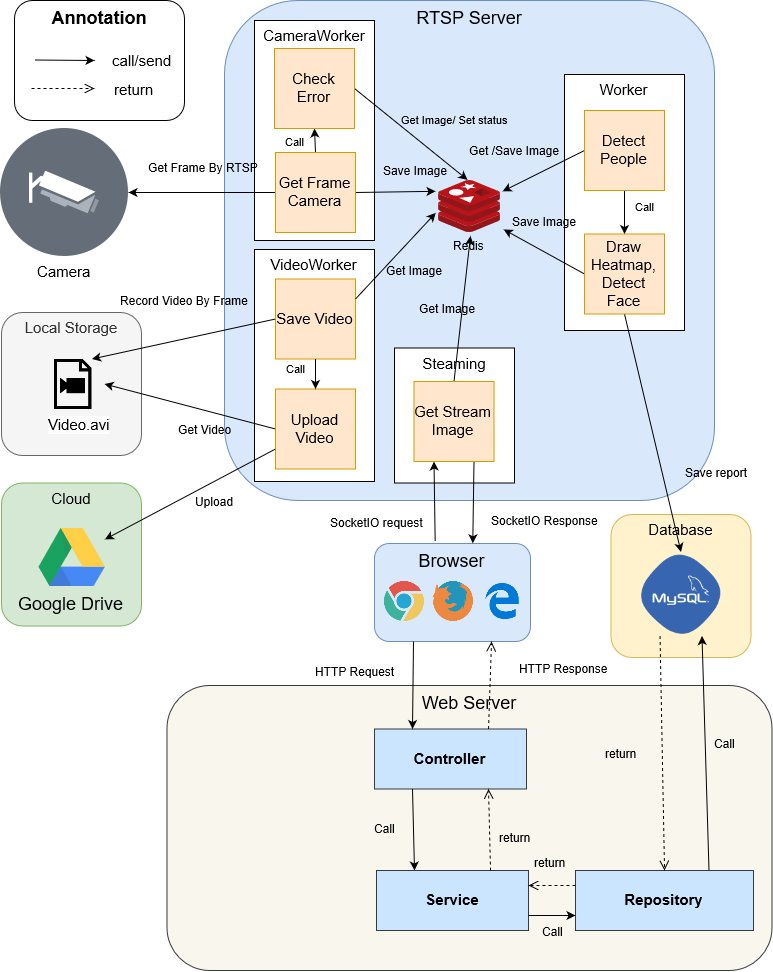 Annotation
call/send
return
RTSP Server
CameraWorker
Check
Error
Call
Get Frame
Camera
Get Image/ Set status
Save Image
Get Frame By RTSP
Camera
Worker
Detect
People
Get /Save Image
Call
Save Image
Draw
Heatmap,
Detect
Face
Redis
VideoWorker
Save Video
Get Image
Record Video By Frame
Call
Upload
Video
Get Video
Upload
Local Storage
Video.avi
Get Image
Steaming
Get Stream
Image
Save report
Cloud
Google Drive
SocketIO request
SocketIO Response
Browser
Database
MySQL
HTTP Request
HTTP Response
Web Server
Controller
Call
return
return
Call
Service
return
Call
Repository